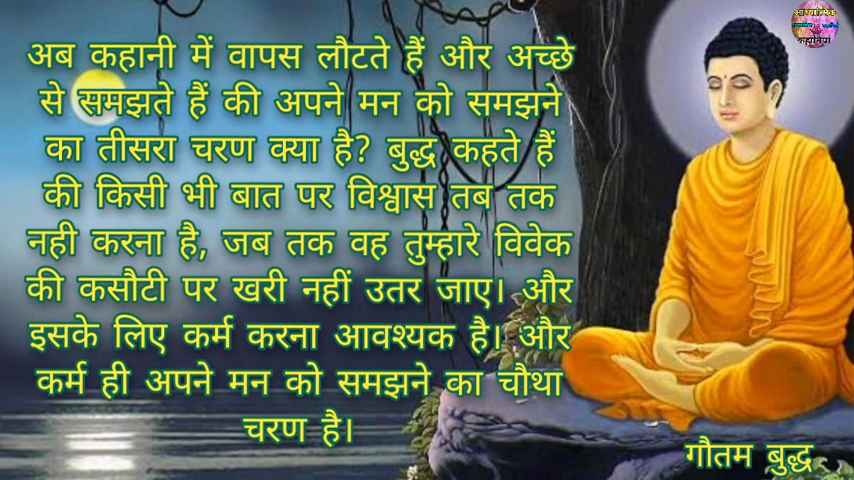 अब कहानी में वापस लौटते हैं और अच्छे
से समझते हैं की अपने मन को समझने
का तीसरा चरण क्या है? बुद्ध कहते हैं
की किसी भी बात पर विश्वास तब तक
नही करना है, जब तक वह तुम्हारे विवेक
की कसौटी पर खरी नहीं उतर जाए। और
इसके लिए कर्म करना आवश्यक है। और
कर्म ही अपने मन को समझने का चौथा
चरण है।
गौतम बुद्ध